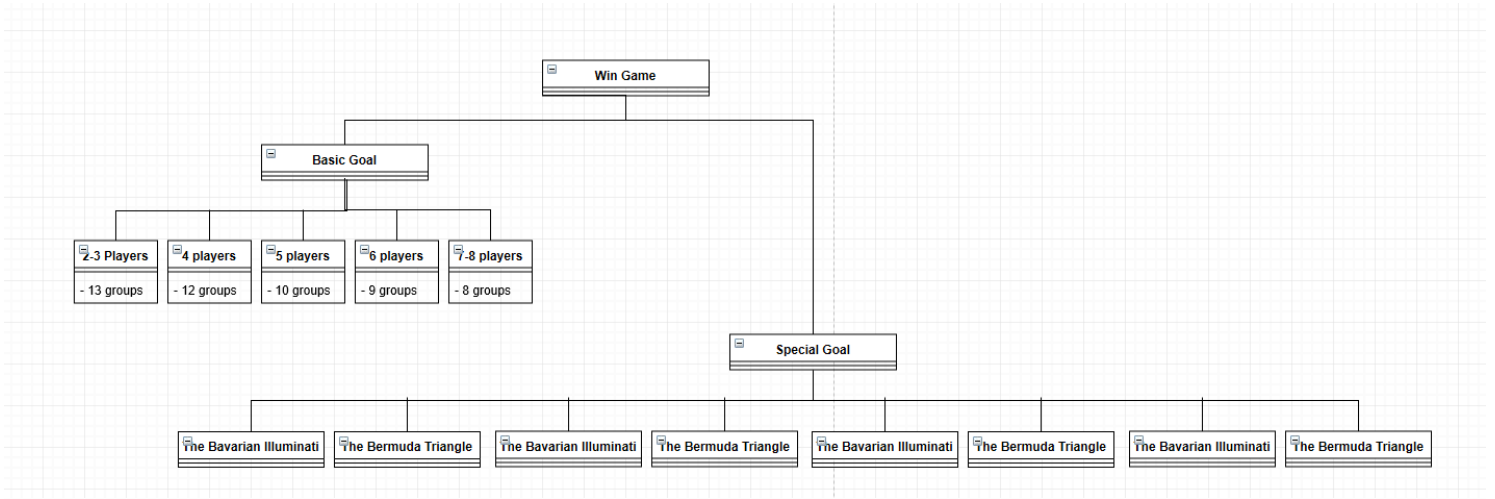 Win Game
Basic Goal
2-3 Players
4 players
5 players
6 players
7-8 players
- 13 groups
- 12 groups
- 10 groups
- 9 groups
- 8 groups
Special Goal
The Bavarian Illuminati
The Bermuda Triangle
The Bavarian Illuminati
The Bermuda Triangle
The Bavarian Illuminati
The Bermuda Triangle
The Bavarian Illuminati
The Bermuda Triangle